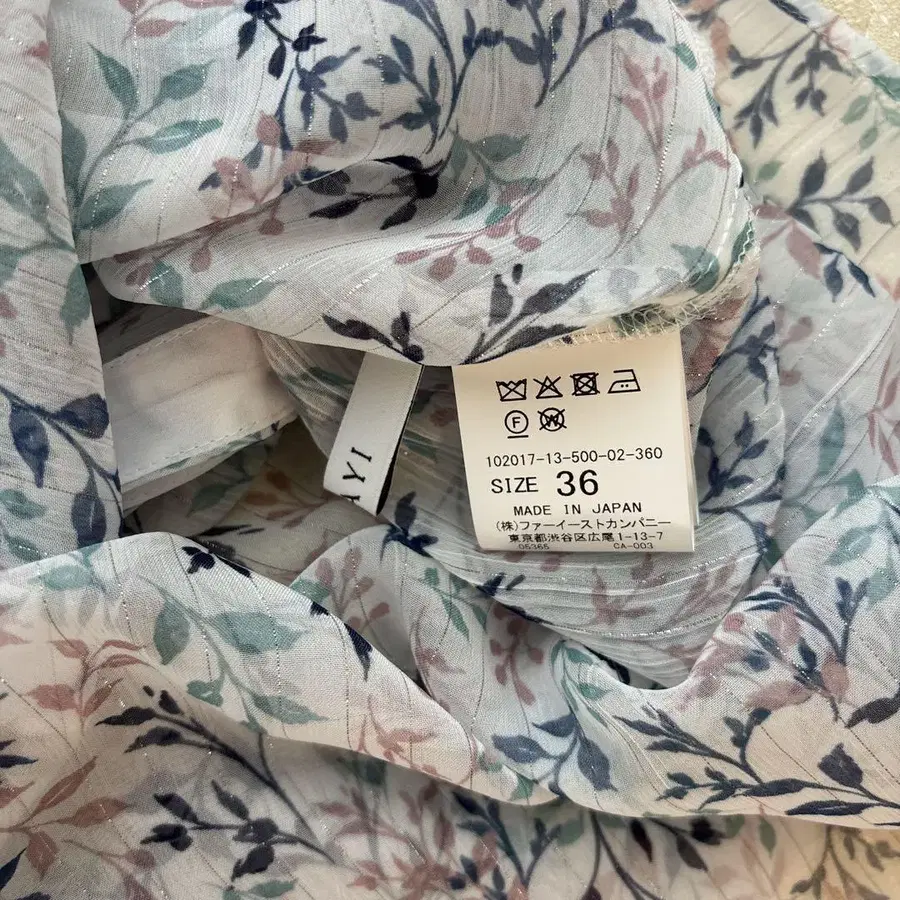 AYI
102017-13-500-02-360
SIZE 36
MADE IN JAPAN
(株)ファーイーストカンパニー
東京都渋谷区広尾1-13-7
05365 CA-003